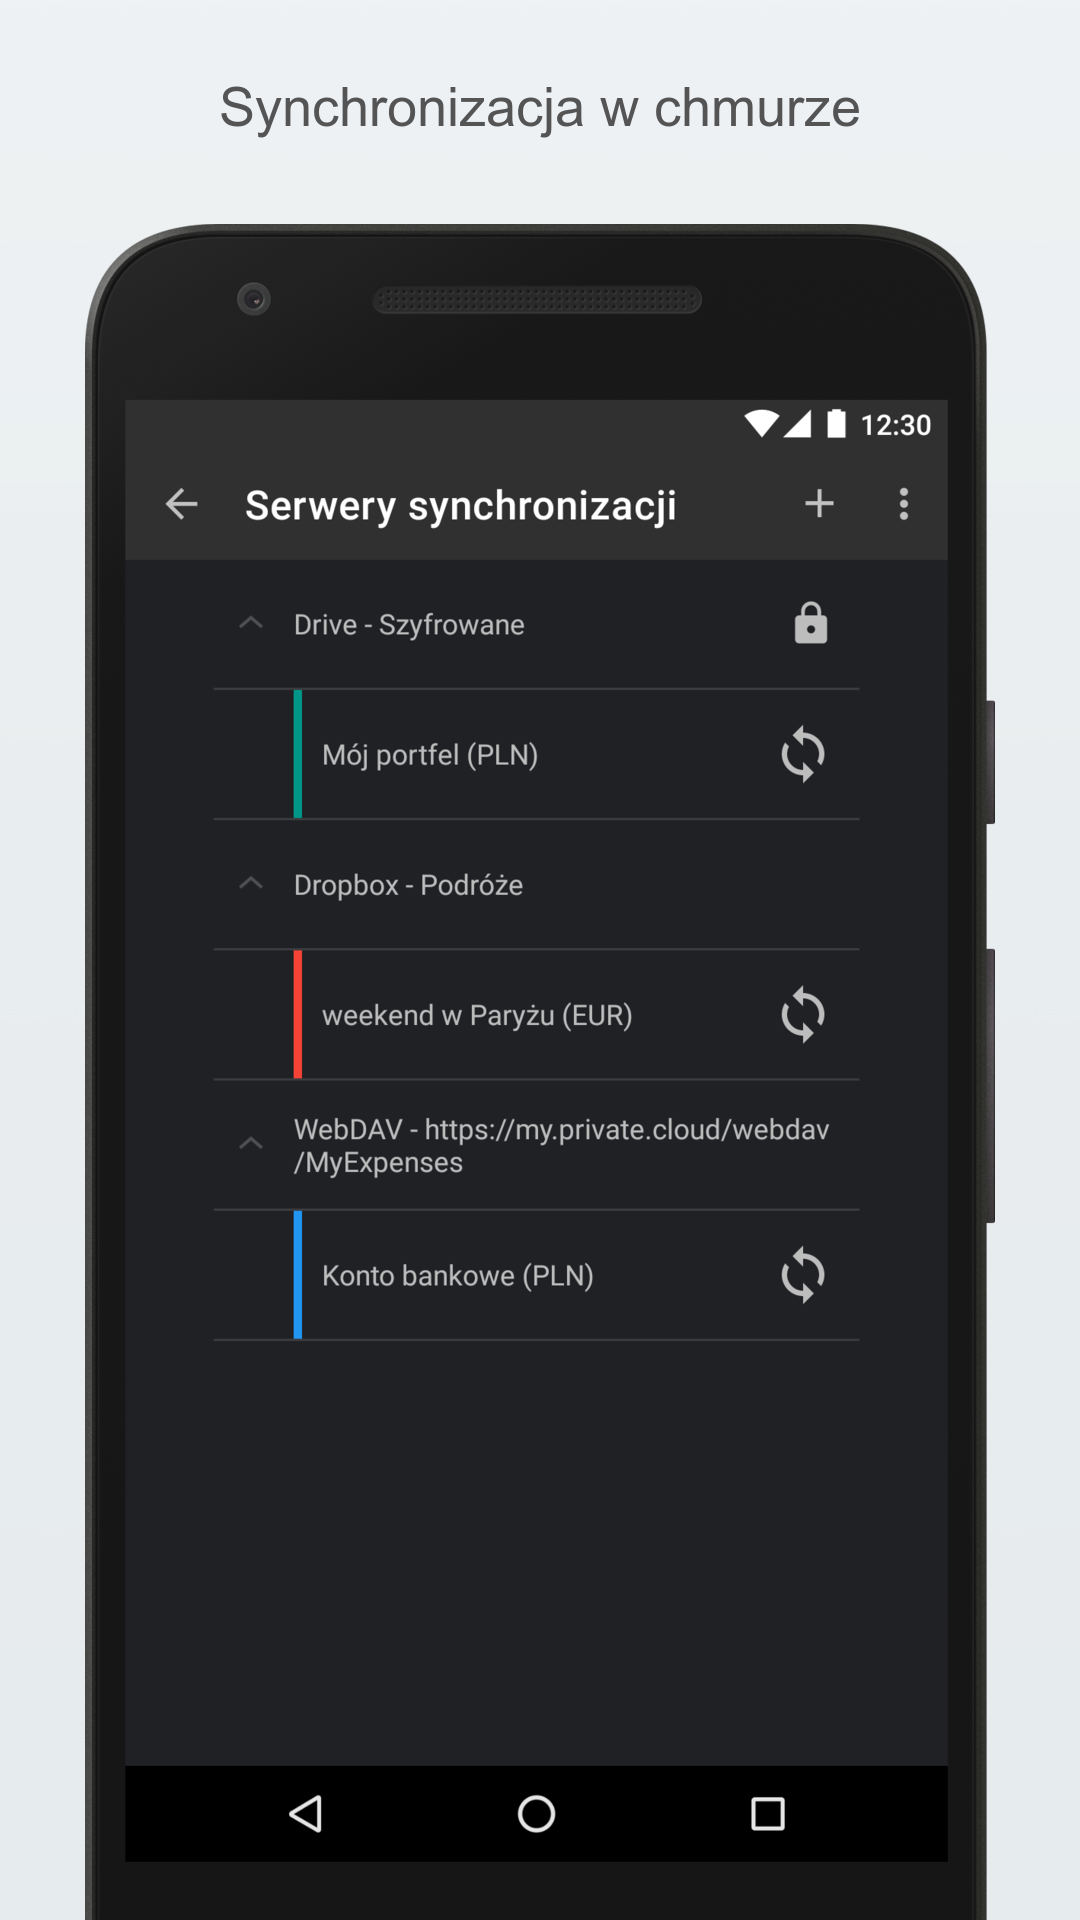 Synchronizacja w chmurze
12:30
Serwery synchronizacji
Drive - Szyfrowane
Mój portfel (PLN)
Dropbox - Podróże
weekend w Paryżu (EUR)
WebDAV - https://my.private.cloud/webdav
/MyExpenses
Konto bankowe (PLN)